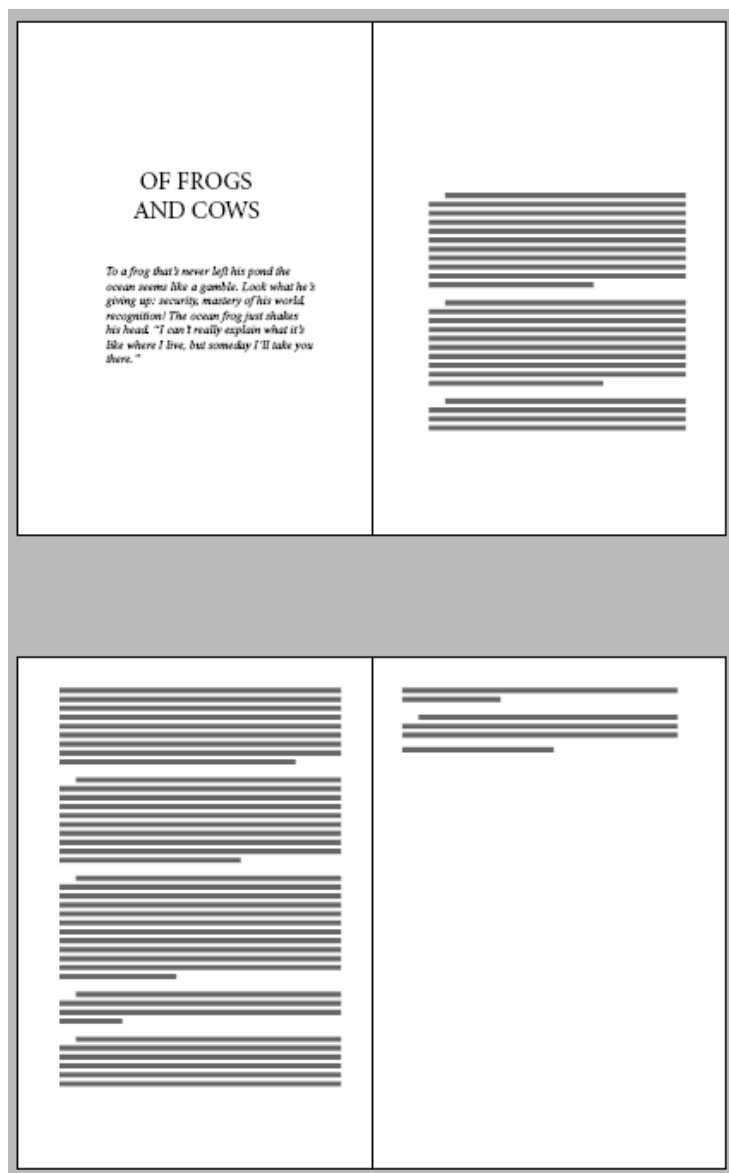 OF FROGS
AND COWS
To a frog that's never left his pond the
ocean seems like a gamble. Look what he's
giving up: security, mastery of his world,
recognition! The ocean frog just shakes
his head. “I can't really explain what it's
like where I live, but someday I'll take you
there.”